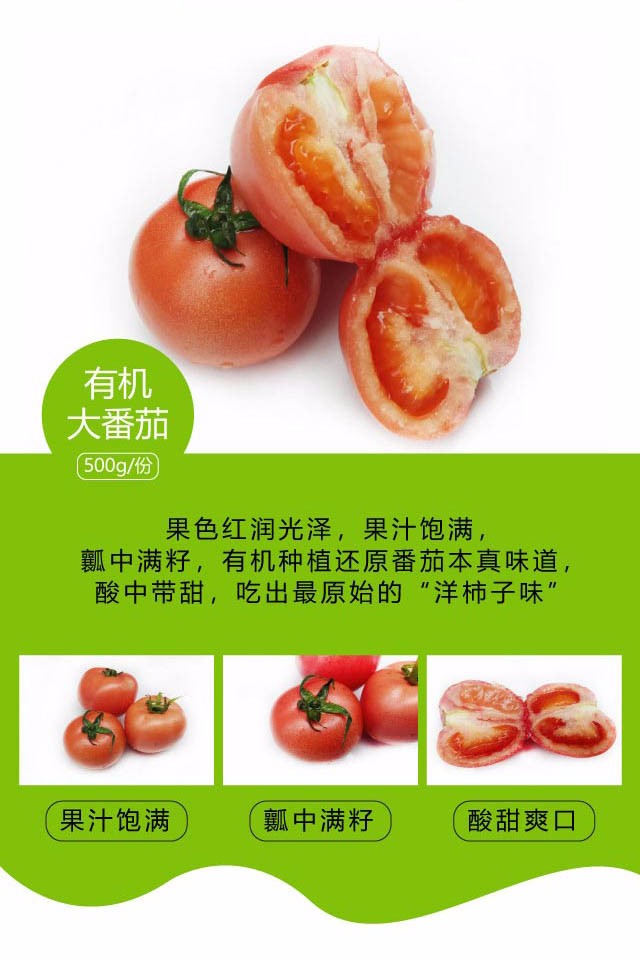 有机
大番茄
500g/份
果色红润光泽，果汁饱满，
瓤中满籽，有机种植还原番茄本真味道，
酸中带甜，吃出最原始的“洋柿子味”
果汁饱满
瓤中满籽
酸甜爽口